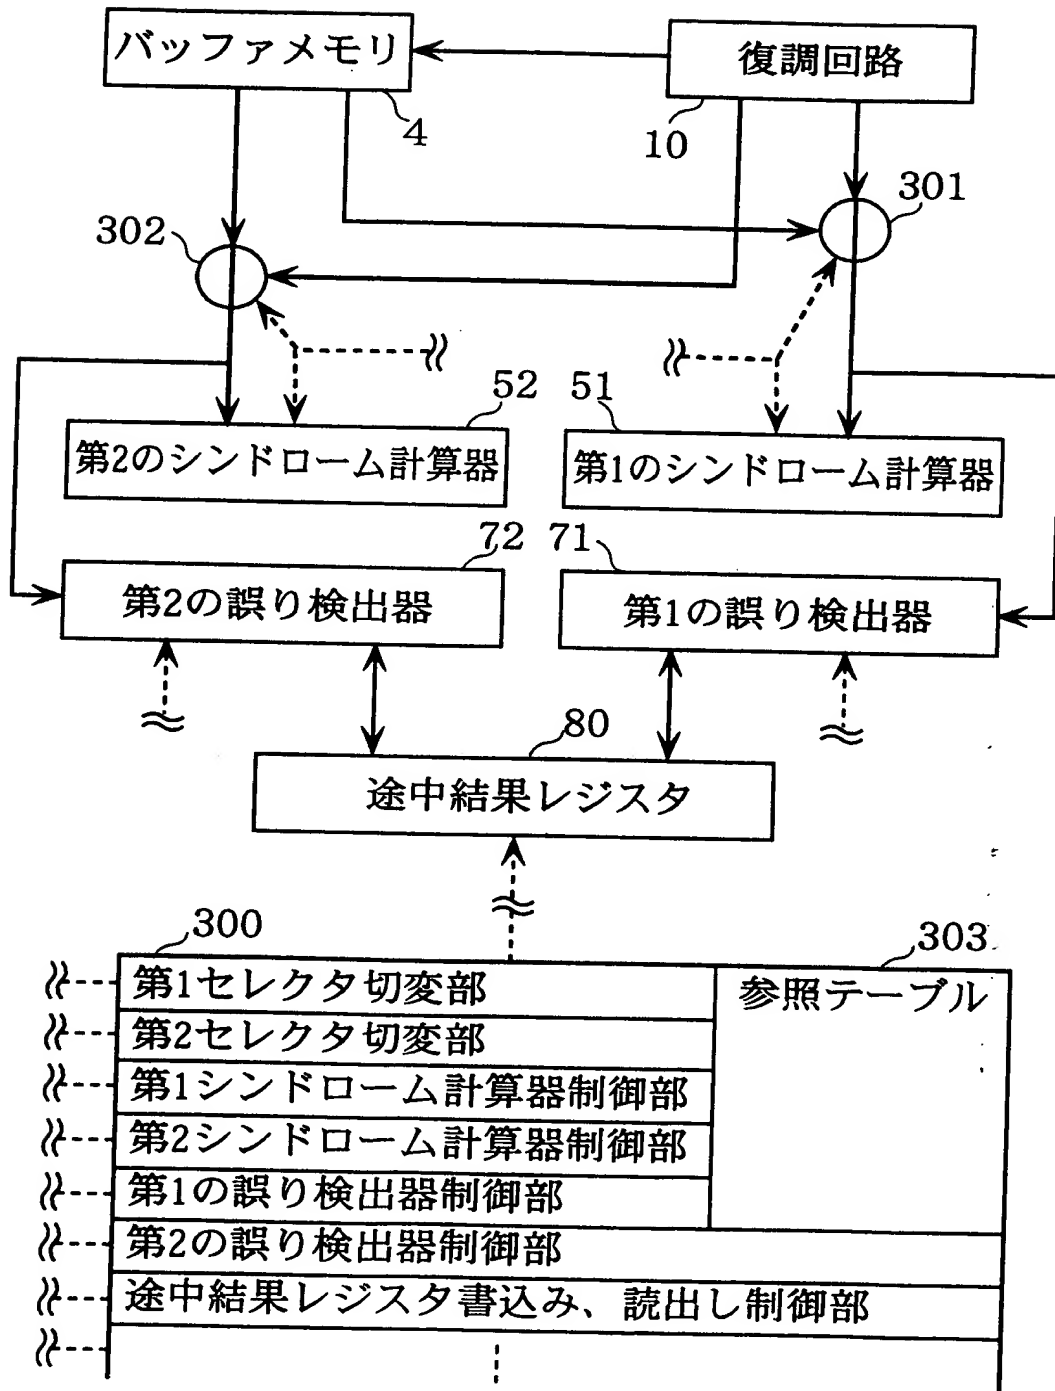 バッファメモリ
復調回路
4
10
301
302
52
51
第2のシンドローム計算器
第1のシンドローム計算器
72
71
第2の誤り検出器
第1の誤り検出器
80
途中結果レジスタ
300
303
第1セレクタ切変部
参照テーブル
第2セレクタ切変部
第1シンドローム計算器制御部
第2シンドローム計算器制御部
第1の誤り検出器制御部
第2の誤り検出器制御部
途中結果レジスタ書込み、読出し制御部